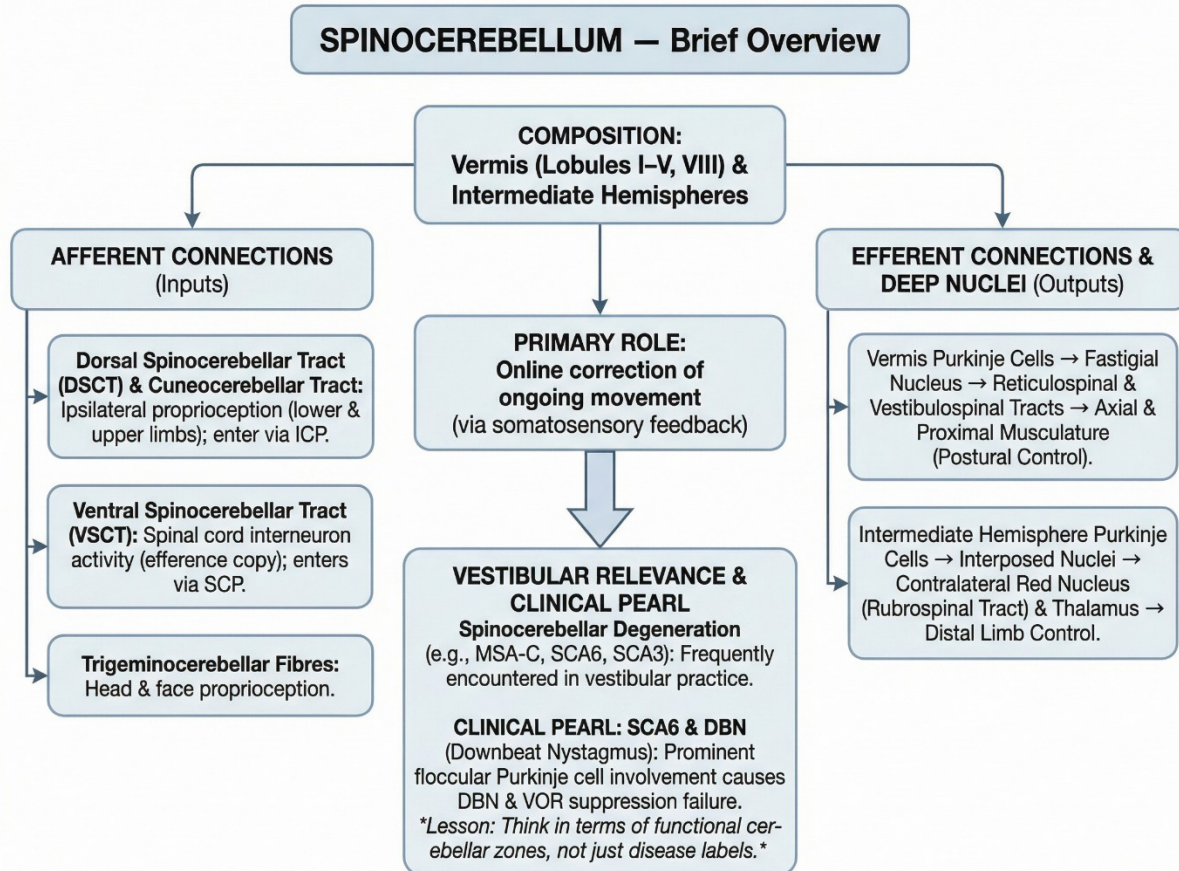 SPINOCEREBELLUM — Brief Overview
COMPOSITION:
Vermis (Lobules I–V, VIII) &
Intermediate Hemispheres
AFFERENT CONNECTIONS
(Inputs)
Dorsal Spinocerebellar Tract
(DSCT) & Cuneocerebellar Tract:
Ipsilateral proprioception (lower &
upper limbs); enter via ICP.
Ventral Spinocerebellar Tract
(VSCT): Spinal cord interneuron
activity (efference copy); enters
via SCP.
Trigeminocerebellar Fibres:
Head & face proprioception.
PRIMARY ROLE:
Online correction of
ongoing movement
(via somatosensory feedback)
VESTIBULAR RELEVANCE &
CLINICAL PEARL
Spinocerebellar Degeneration
(e.g., MSA-C, SCA6, SCA3): Frequently
encountered in vestibular practice.
CLINICAL PEARL: SCA6 & DBN
(Downbeat Nystagmus): Prominent
floccular Purkinje cell involvement causes
DBN & VOR suppression failure.
*Lesson: Think in terms of functional cer-
ebellar zones, not just disease labels.*
EFFERENT CONNECTIONS &
DEEP NUCLEI (Outputs)
Vermis Purkinje Cells → Fastigial
Nucleus → Reticulospinal &
Vestibulospinal Tracts → Axial &
Proximal Musculature
(Postural Control).
Intermediate Hemisphere Purkinje
Cells → Interposed Nuclei →
Contralateral Red Nucleus
(Rubrospinal Tract) & Thalamus →
Distal Limb Control.